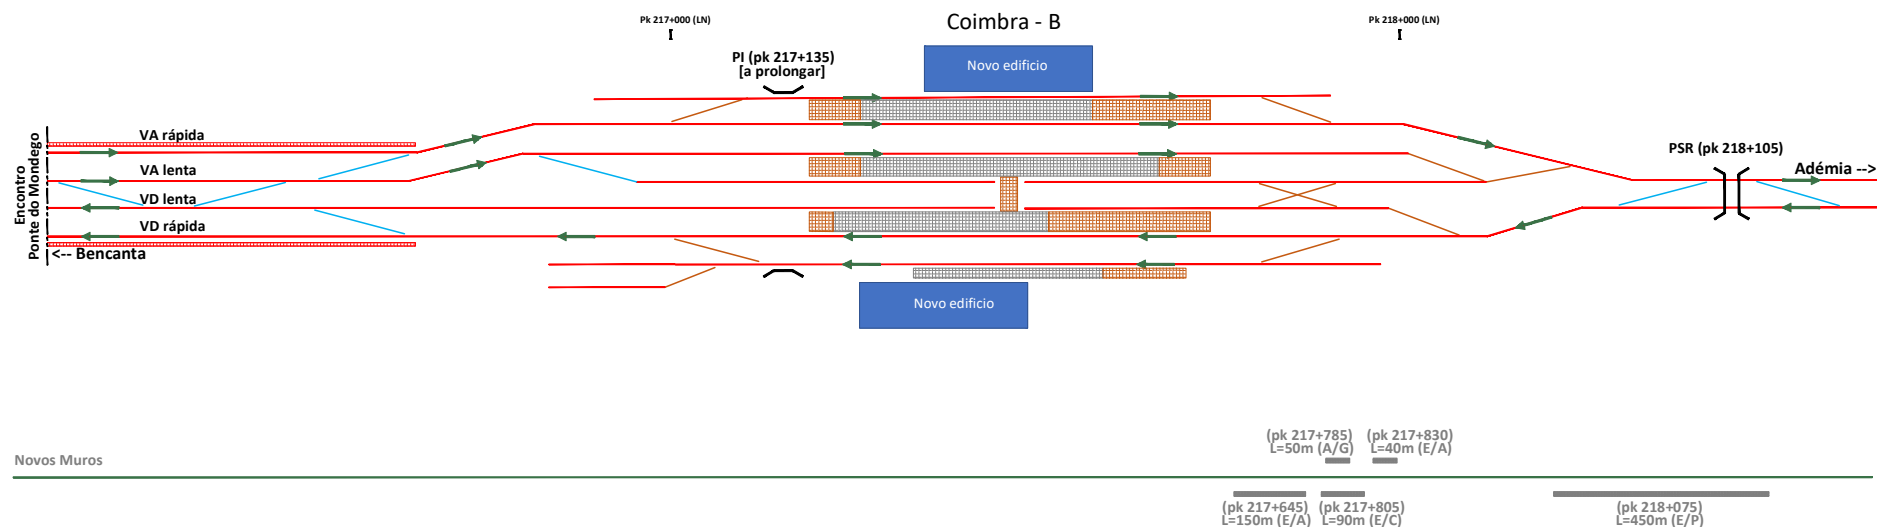 Coimbra - B
Pk 217+000 (LN)
Pk 218+000 (LN)
PI (pk 217+135)
[a prolongar]
Novo edificio
VA rápida
VA lenta
VD lenta
VD rápida
Encontro
Ponte do Mondego
<-- Bencanta
PSR (pk 218+105)
Adémia -->
Novo edificio
Novos Muros
(pk 217+785)
L=50m (A/G)
(pk 217+830)
L=40m (E/A)
(pk 217+645)
L=150m (E/A)
(pk 217+805)
L=90m (E/C)
(pk 218+075)
L=450m (E/P)